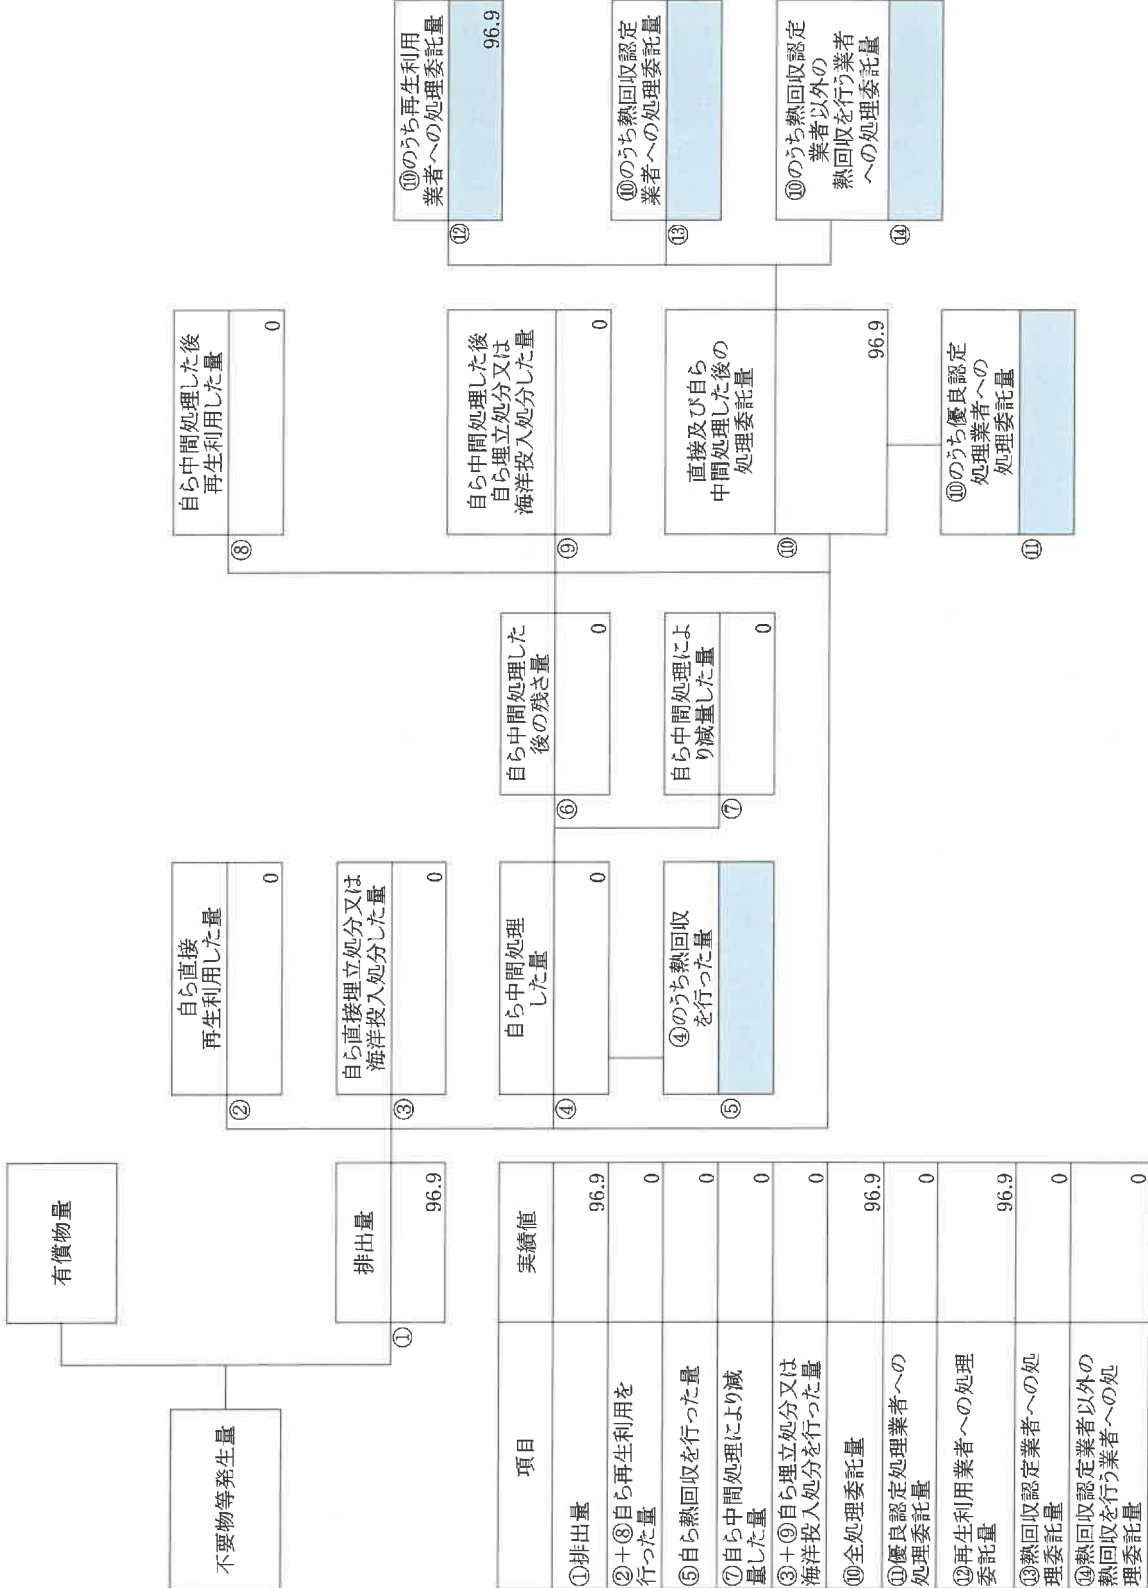 不要物等発生量
有償物量
排出量
①
96.9
自ら直接
再生利用した量
②
0
自ら直接埋立処分又は
海洋投入処分した量
③
0
自ら中間処理
した量
④
0
④のうち熱回収
を行った量
⑤
自ら中間処理した
後の残さ量
⑥
0
自ら中間処理によ
り減量した量
⑦
0
自ら中間処理した後
再生利用した量
⑧
0
自ら中間処理した後
自ら埋立処分又は
海洋投入処分した量
⑨
0
直接及び自ら
中間処理した後の
処理委託量
⑩
96.9
⑩のうち優良認定
処理業者への
処理委託量
⑪
⑩のうち再生利用
業者への処理委託量
⑫
96.9
⑩のうち熱回収認定
業者への処理委託量
⑬
⑩のうち熱回収認定
業者以外の
熱回収を行う業者
への処理委託量
⑭
項目 実績値
①排出量 96.9
②+⑧自ら再生利用を
行った量 0
⑤自ら熱回収を行った量 0
⑦自ら中間処理により減
量した量 0
③+⑨自ら埋立処分又は
海洋投入処分を行った量 0
⑩全処理委託量 96.9
⑪優良認定処理業者への
処理委託量 0
⑫再生利用業者への処理
委託量 96.9
⑬熱回収認定業者への処
理委託量 0
⑭熱回収認定業者以外の
熱回収を行う業者への処
理委託量 0